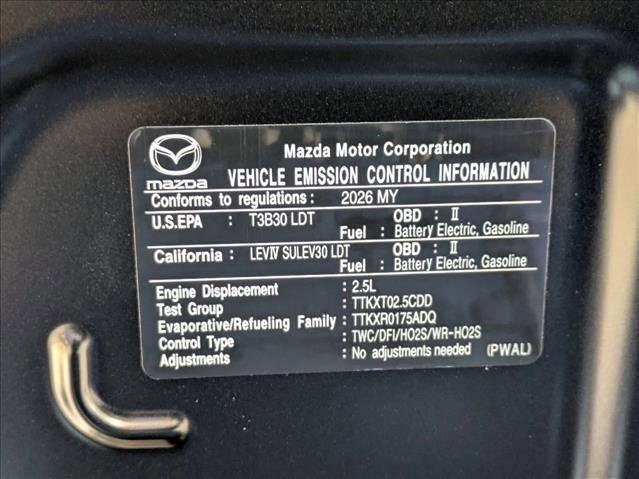 Mazda Motor Corporation
mazda VEHICLE EMISSION CONTROL INFORMATION
Conforms to regulations: 2026 MY
U.S.EPA : T3B30 LDT OBD : II
Fuel : Battery Electric, Gasoline
California : LEVIV SULEV30 LDT OBD : II
Fuel : Battery Electric, Gasoline
Engine Displacement : 2.5L
Test Group : TTKXT02.5CDD
Evaporative/Refueling Family : TTKXR0175ADQ
Control Type : TWC/DFI/HO2S/WR-HO2S
Adjustments : No adjustments needed (PWAL)